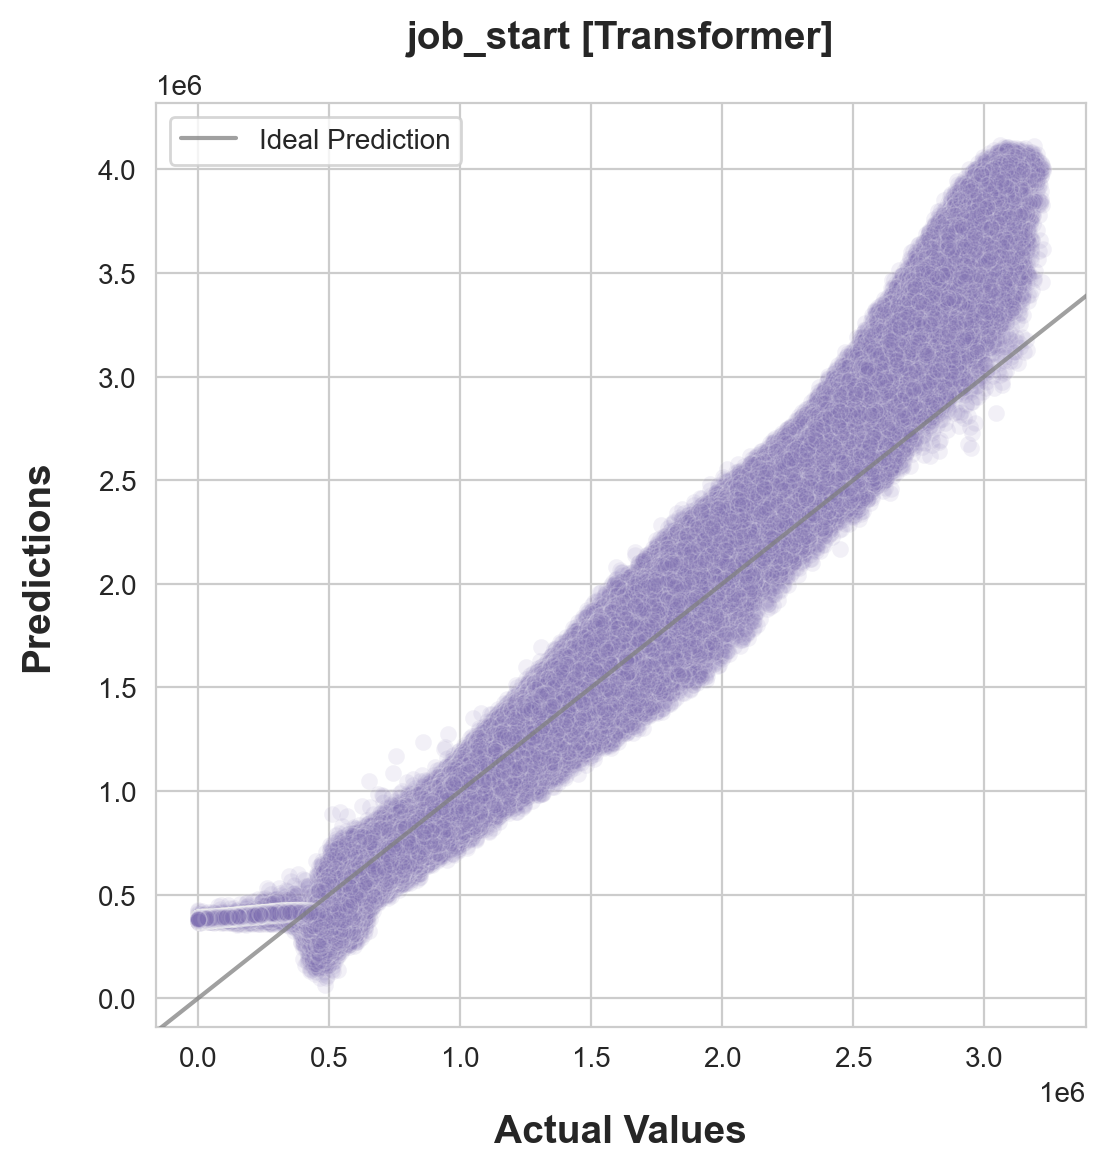 job_start [Transformer]
1e6
Ideal Prediction
4.0
3.5
3.0
2.5
2.0
1.5
1.0
0.5
0.0
Predictions
0.0 0.5 1.0 1.5 2.0 2.5 3.0
1e6
Actual Values